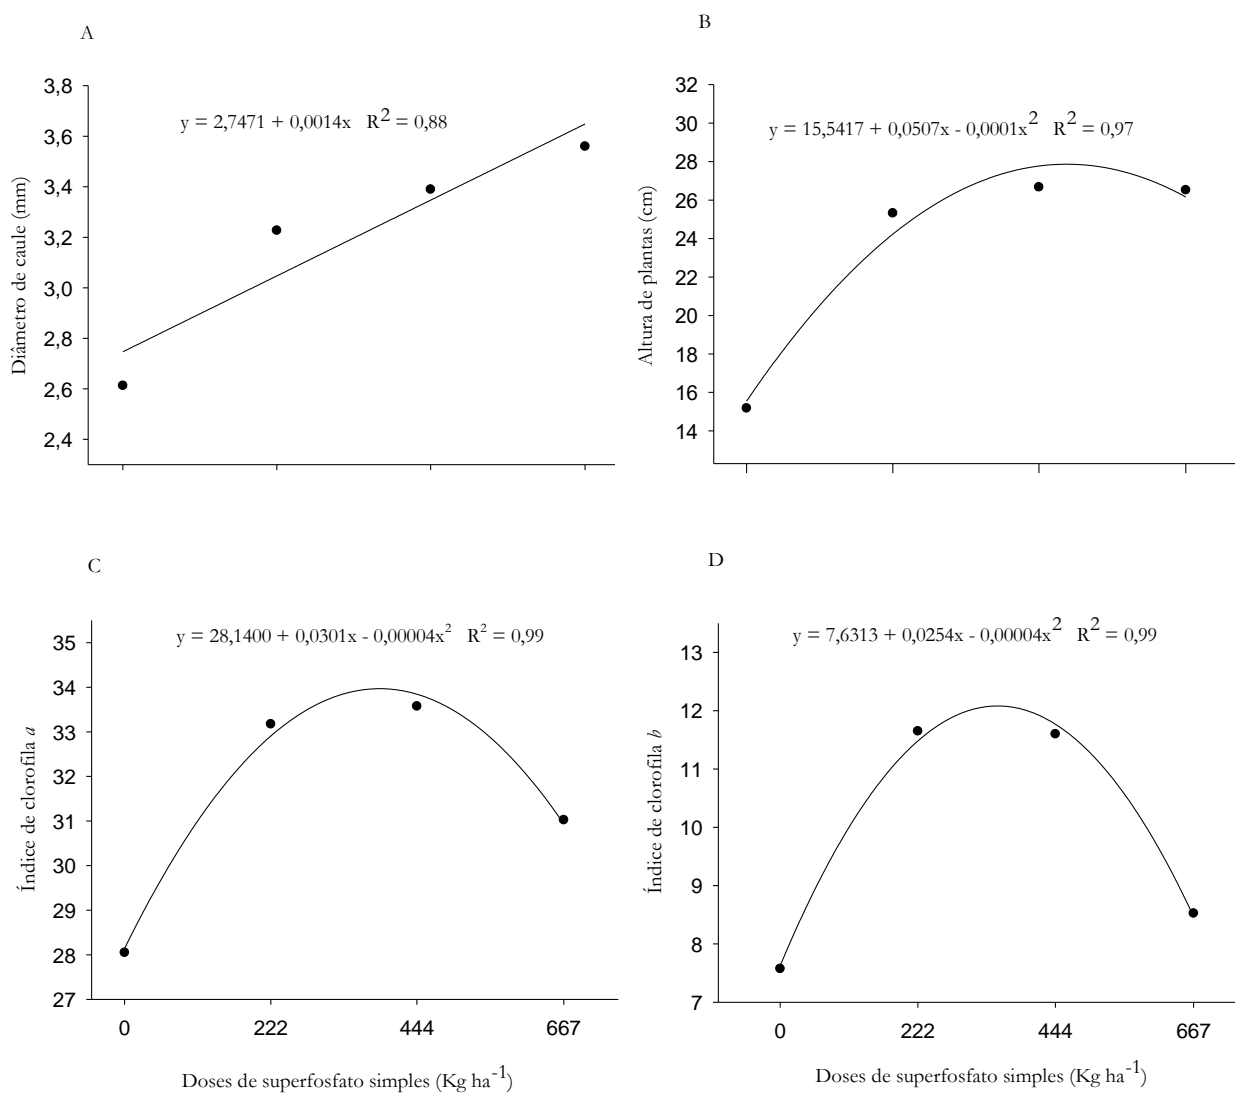 A
3,8
3,6
3,4
3,2
3,0
2,8
2,6
2,4
Diâmetro de caule (mm)
y = 2,7471 + 0,0014x R² = 0,88
B
32
30
28
26
24
22
20
18
16
14
Altura de plantas (cm)
y = 15,5417 + 0,0507x - 0,0001x² R² = 0,97
C
35
34
33
32
31
30
29
28
27
Índice de clorofila a
y = 28,1400 + 0,0301x - 0,00004x² R² = 0,99
0 222 444 667
Doses de superfosfato simples (Kg ha⁻¹)
D
13
12
11
10
9
8
7
Índice de clorofila b
y = 7,6313 + 0,0254x - 0,00004x² R² = 0,99
0 222 444 667
Doses de superfosfato simples (Kg ha⁻¹)